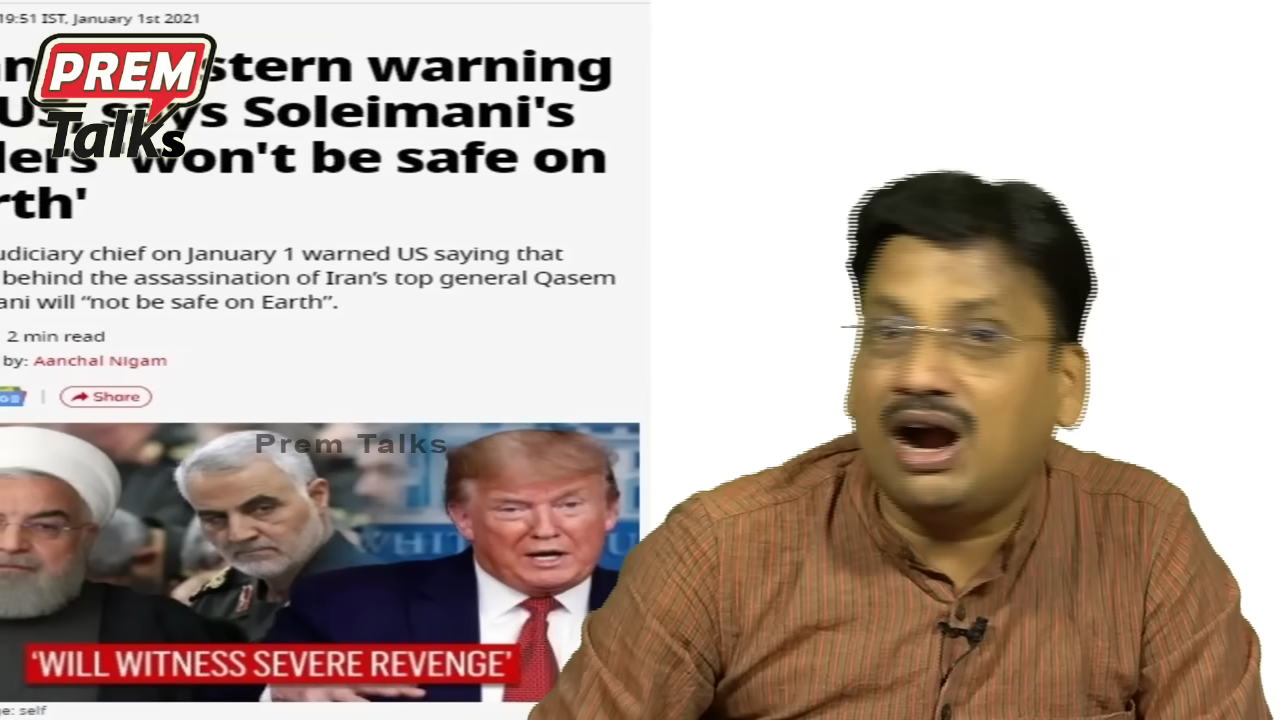 19:51 IST, January 1st 2021
PREM
Talks
stern warning
US, says Soleimani's
'won't be safe on
rth'
udiciary chief on January 1 warned US saying that
behind the assassination of Iran's top general Qasem
ani will “not be safe on Earth”.
2 min read
by: Aanchal Nigam
Share
Prem Talks
‘WILL WITNESS SEVERE REVENGE’
e: self